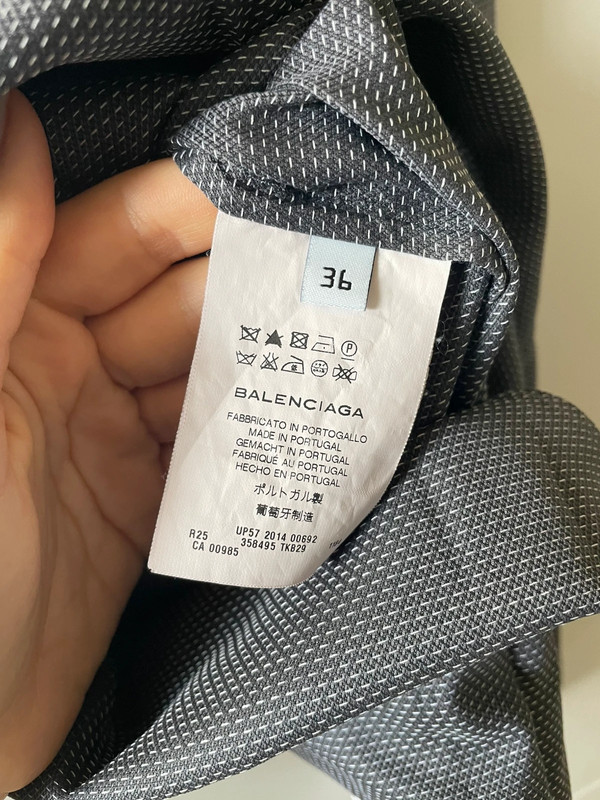 36
BALENCIAGA
FABBRICATO IN PORTOGALLO
MADE IN PORTUGAL
GEMACHT IN PORTUGAL
FABRIQUÉ AU PORTUGAL
HECHO EN PORTUGAL
ポルトガル製
葡萄牙制造
R25 UP57 2014 00692
CA 00985 358495 TKB29